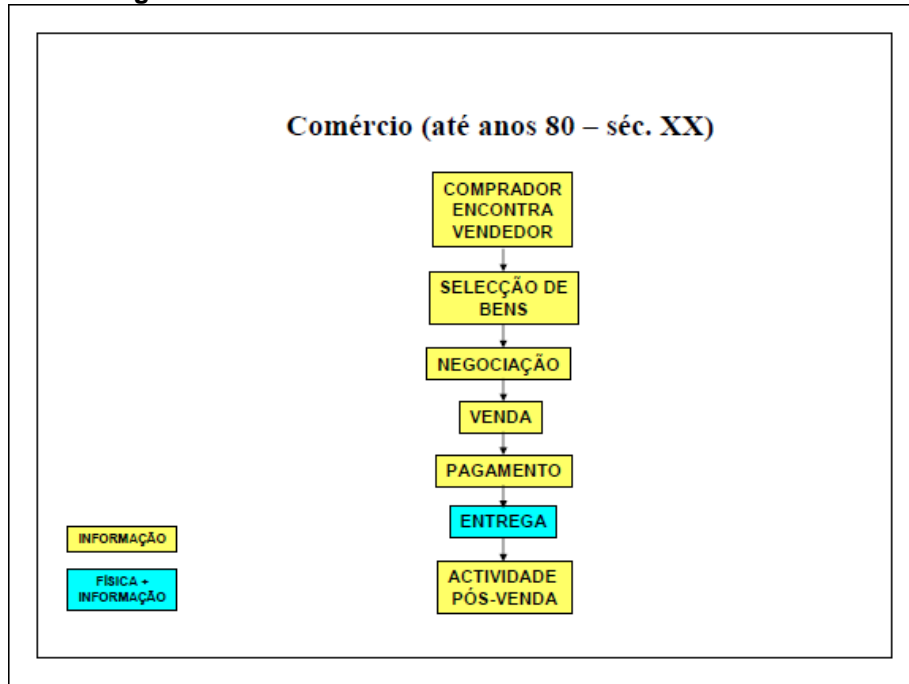 Comércio (até anos 80 – séc. XX)
COMPRADOR
ENCONTRA
VENDEDOR
SELECÇÃO DE
BENS
NEGOCIAÇÃO
VENDA
PAGAMENTO
ENTREGA
ACTIVIDADE
PÓS-VENDA
INFORMAÇÃO
FÍSICA +
INFORMAÇÃO